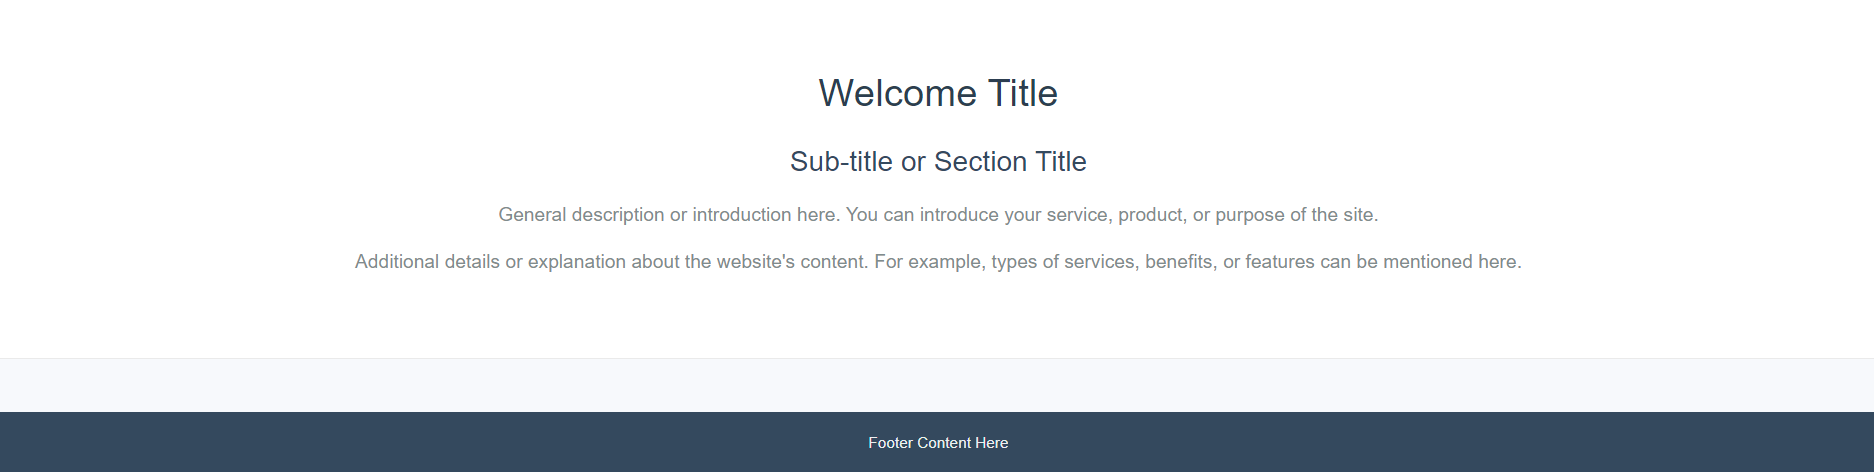 Welcome Title
Sub-title or Section Title
General description or introduction here. You can introduce your service, product, or purpose of the site.
Additional details or explanation about the website's content. For example, types of services, benefits, or features can be mentioned here.
Footer Content Here